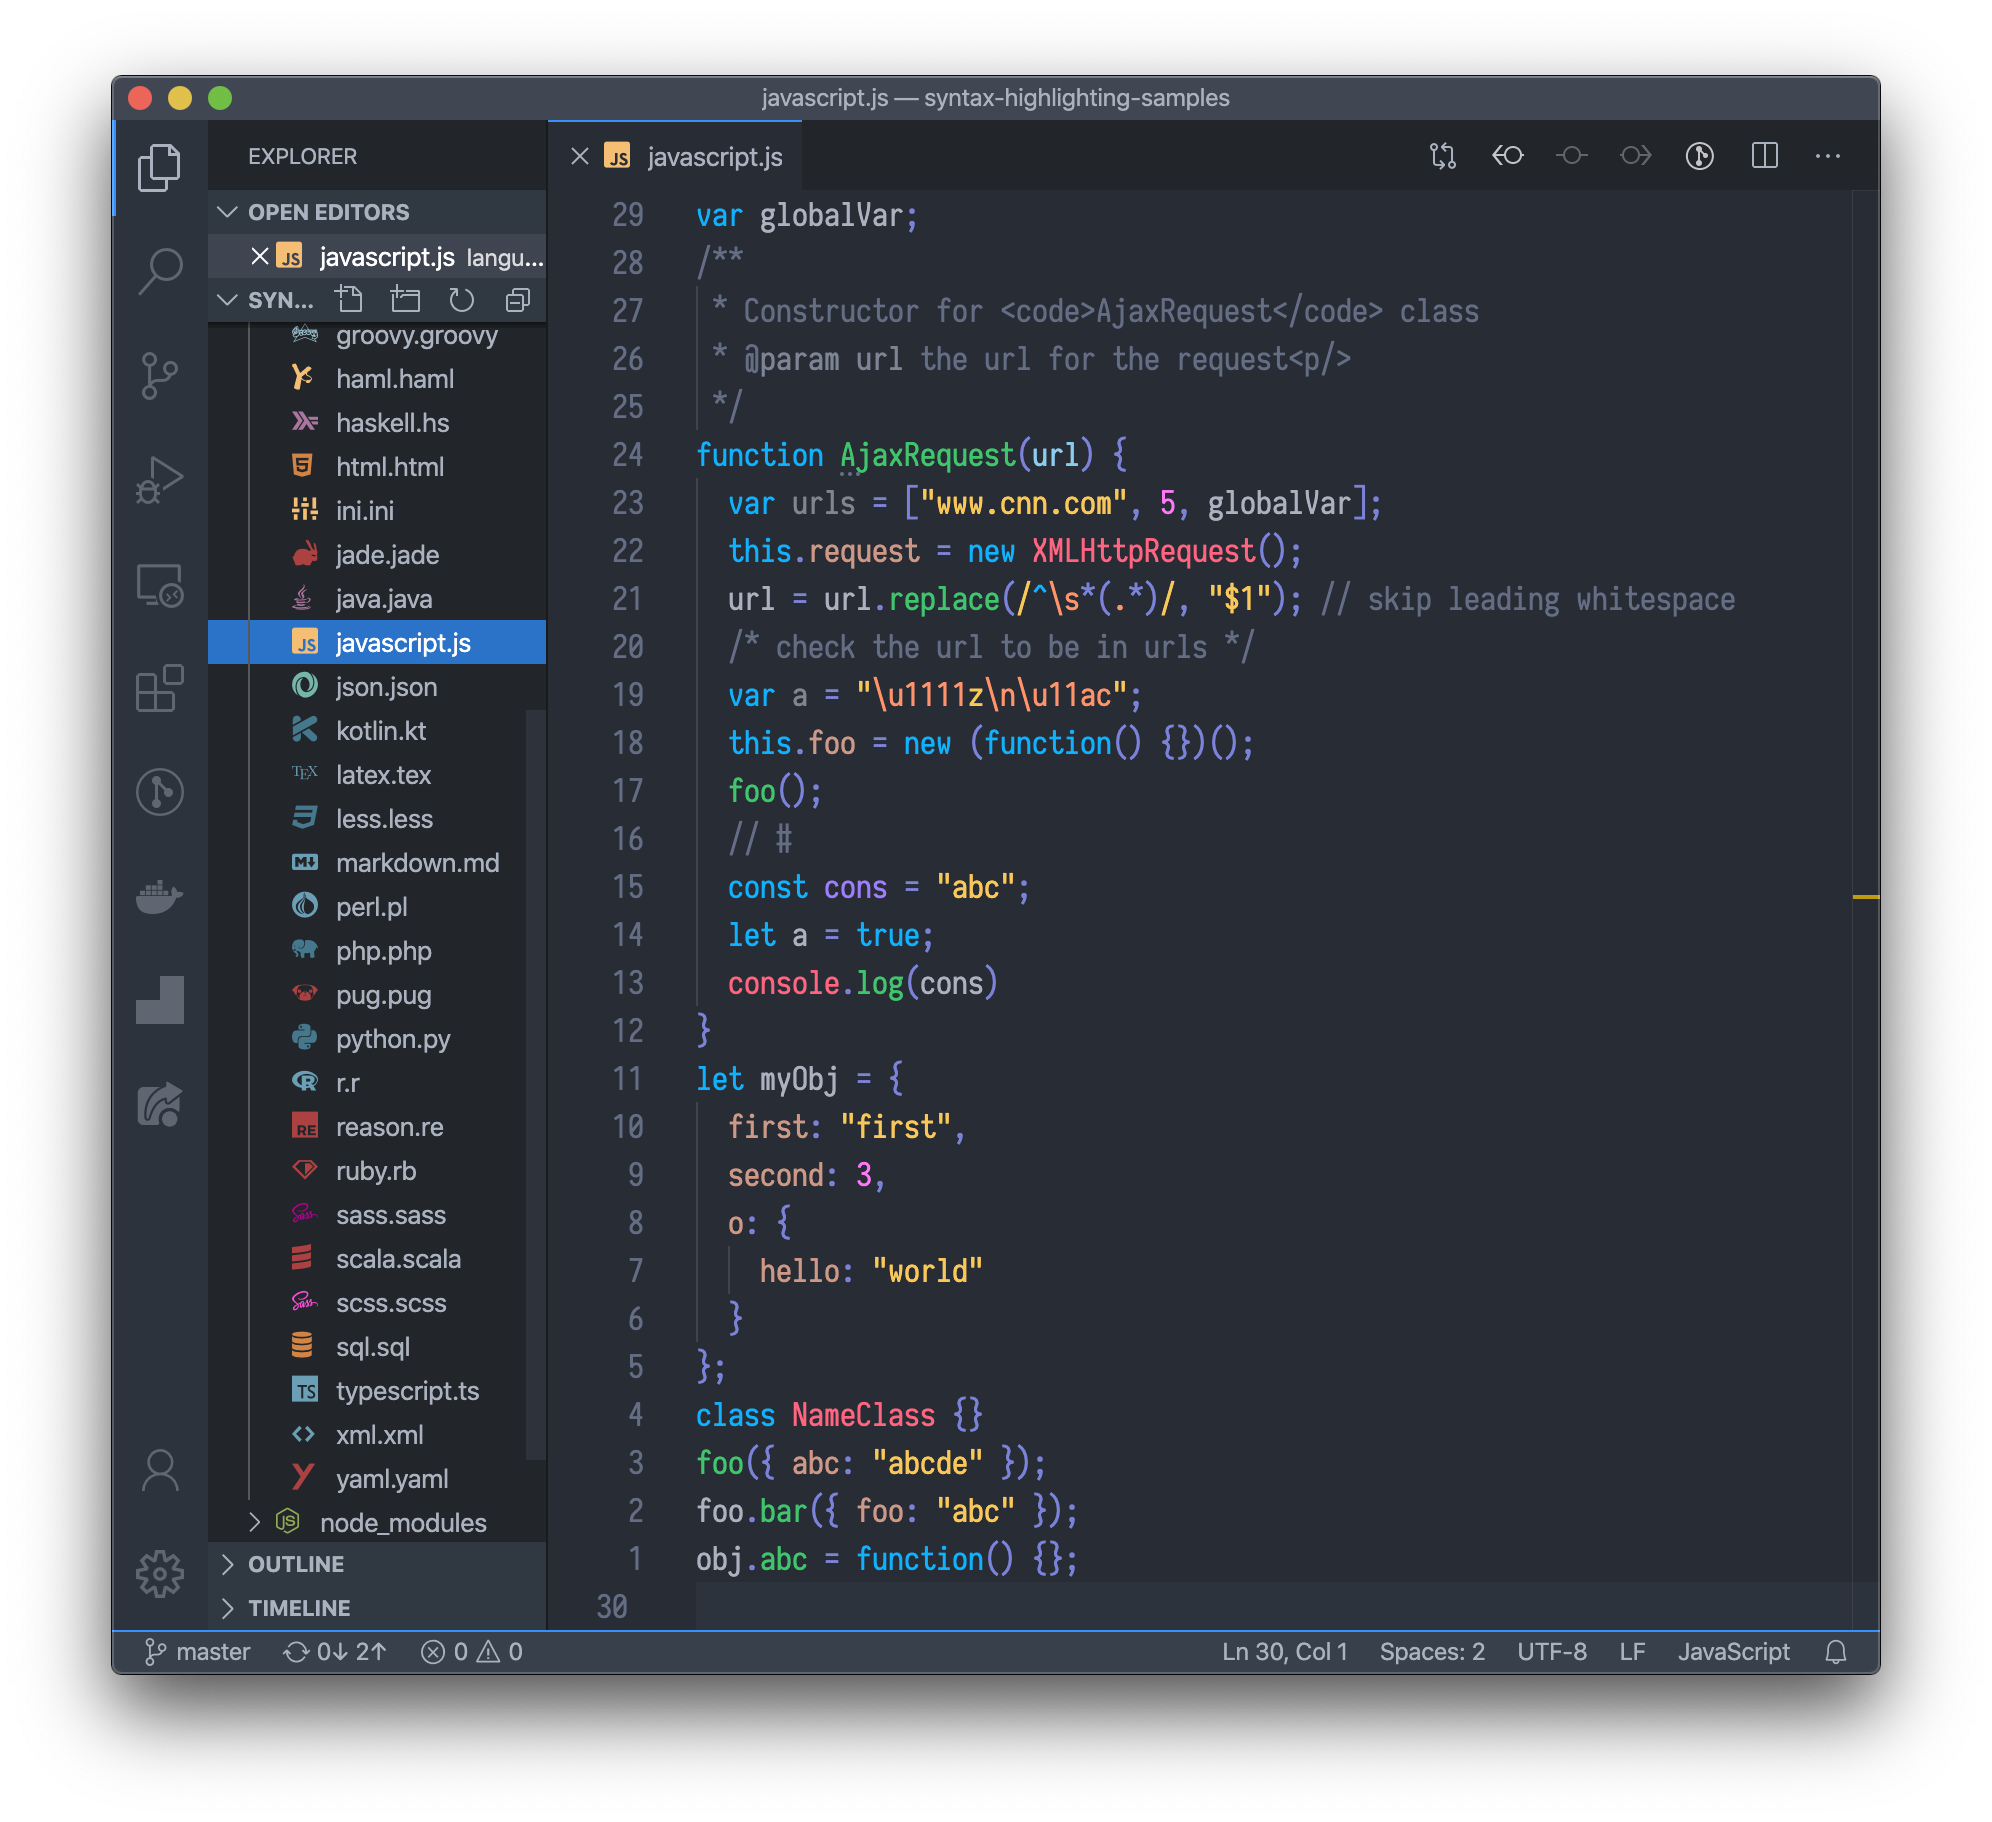 javascript.js — syntax-highlighting-samples
EXPLORER
OPEN EDITORS
JS javascript.js langu...
SYN...
groovy.groovy
haml.haml
haskell.hs
5 html.html
ini.ini
jade.jade
java.java
JS javascript.js
json.json
kotlin.kt
TEX latex.tex
less.less
M markdown.md
perl.pl
php.php
pug.pug
python.py
R r.r
RE reason.re
ruby.rb
Sass sass.sass
scala.scala
Sass scss.scss
sql.sql
TS typescript.ts
xml.xml
Y yaml.yaml
JS node_modules
OUTLINE
TIMELINE
JS javascript.js
29 var globalVar;
28 /**
27 * Constructor for <code>AjaxRequest</code> class
26 * @param url the url for the request<p/>
25 */
24 function AjaxRequest(url) {
23 var urls = ["www.cnn.com", 5, globalVar];
22 this.request = new XMLHttpRequest();
21 url = url.replace(/^\s*(.*)/, "$1"); // skip leading whitespace
20 /* check the url to be in urls */
19 var a = "\u1111z\n\u11ac";
18 this.foo = new (function() {})();
17 foo();
16 // #
15 const cons = "abc";
14 let a = true;
13 console.log(cons)
12 }
11 let myObj = {
10 first: "first",
9 second: 3,
8 o: {
7 hello: "world"
6 }
5 };
4 class NameClass {}
3 foo({ abc: "abcde" });
2 foo.bar({ foo: "abc" });
1 obj.abc = function() {};
30
master 0↓ 2↑ 0 0 Ln 30, Col 1 Spaces: 2 UTF-8 LF JavaScript